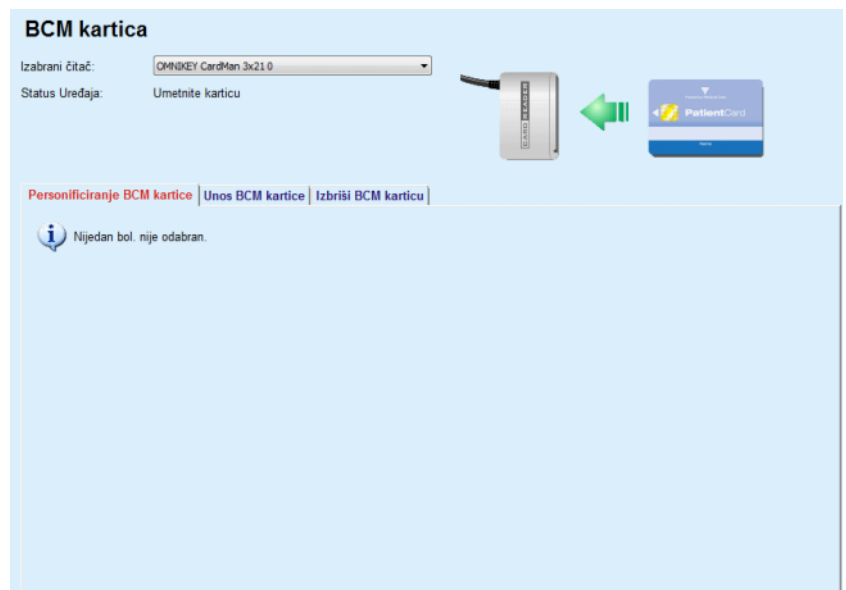 BCM kartica
Izabrani čitač:
OMNIKEY CardMan 3x21 0
Status Uređaja:
Umetnite karticu
CARD READER
PatientCard
Personificiranje BCM kartice
Unos BCM kartice
Izbriši BCM karticu
Nijedan bol. nije odabran.